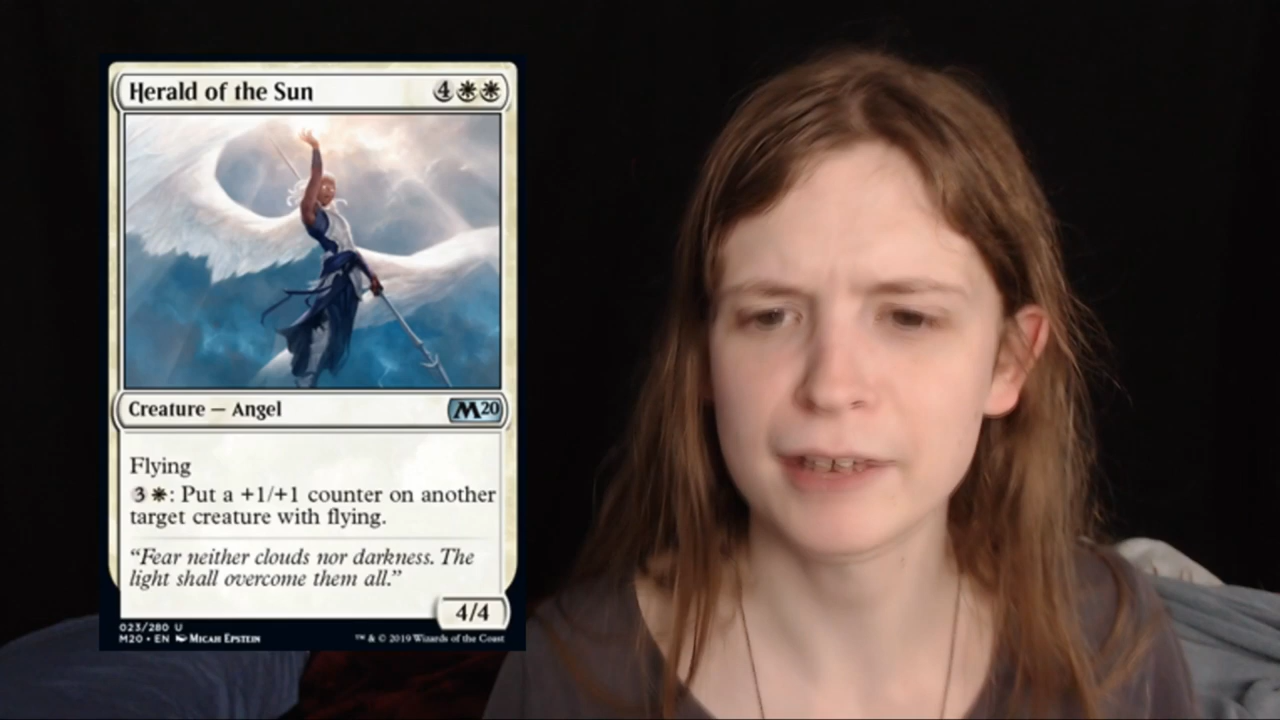 Herald of the Sun 4
Creature — Angel M20
Flying
3 : Put a +1/+1 counter on another
target creature with flying.
“Fear neither clouds nor darkness. The
light shall overcome them all.”
4/4
023/280 U
M20 • EN Micah Epstein ™ & © 2019 Wizards of the Coast